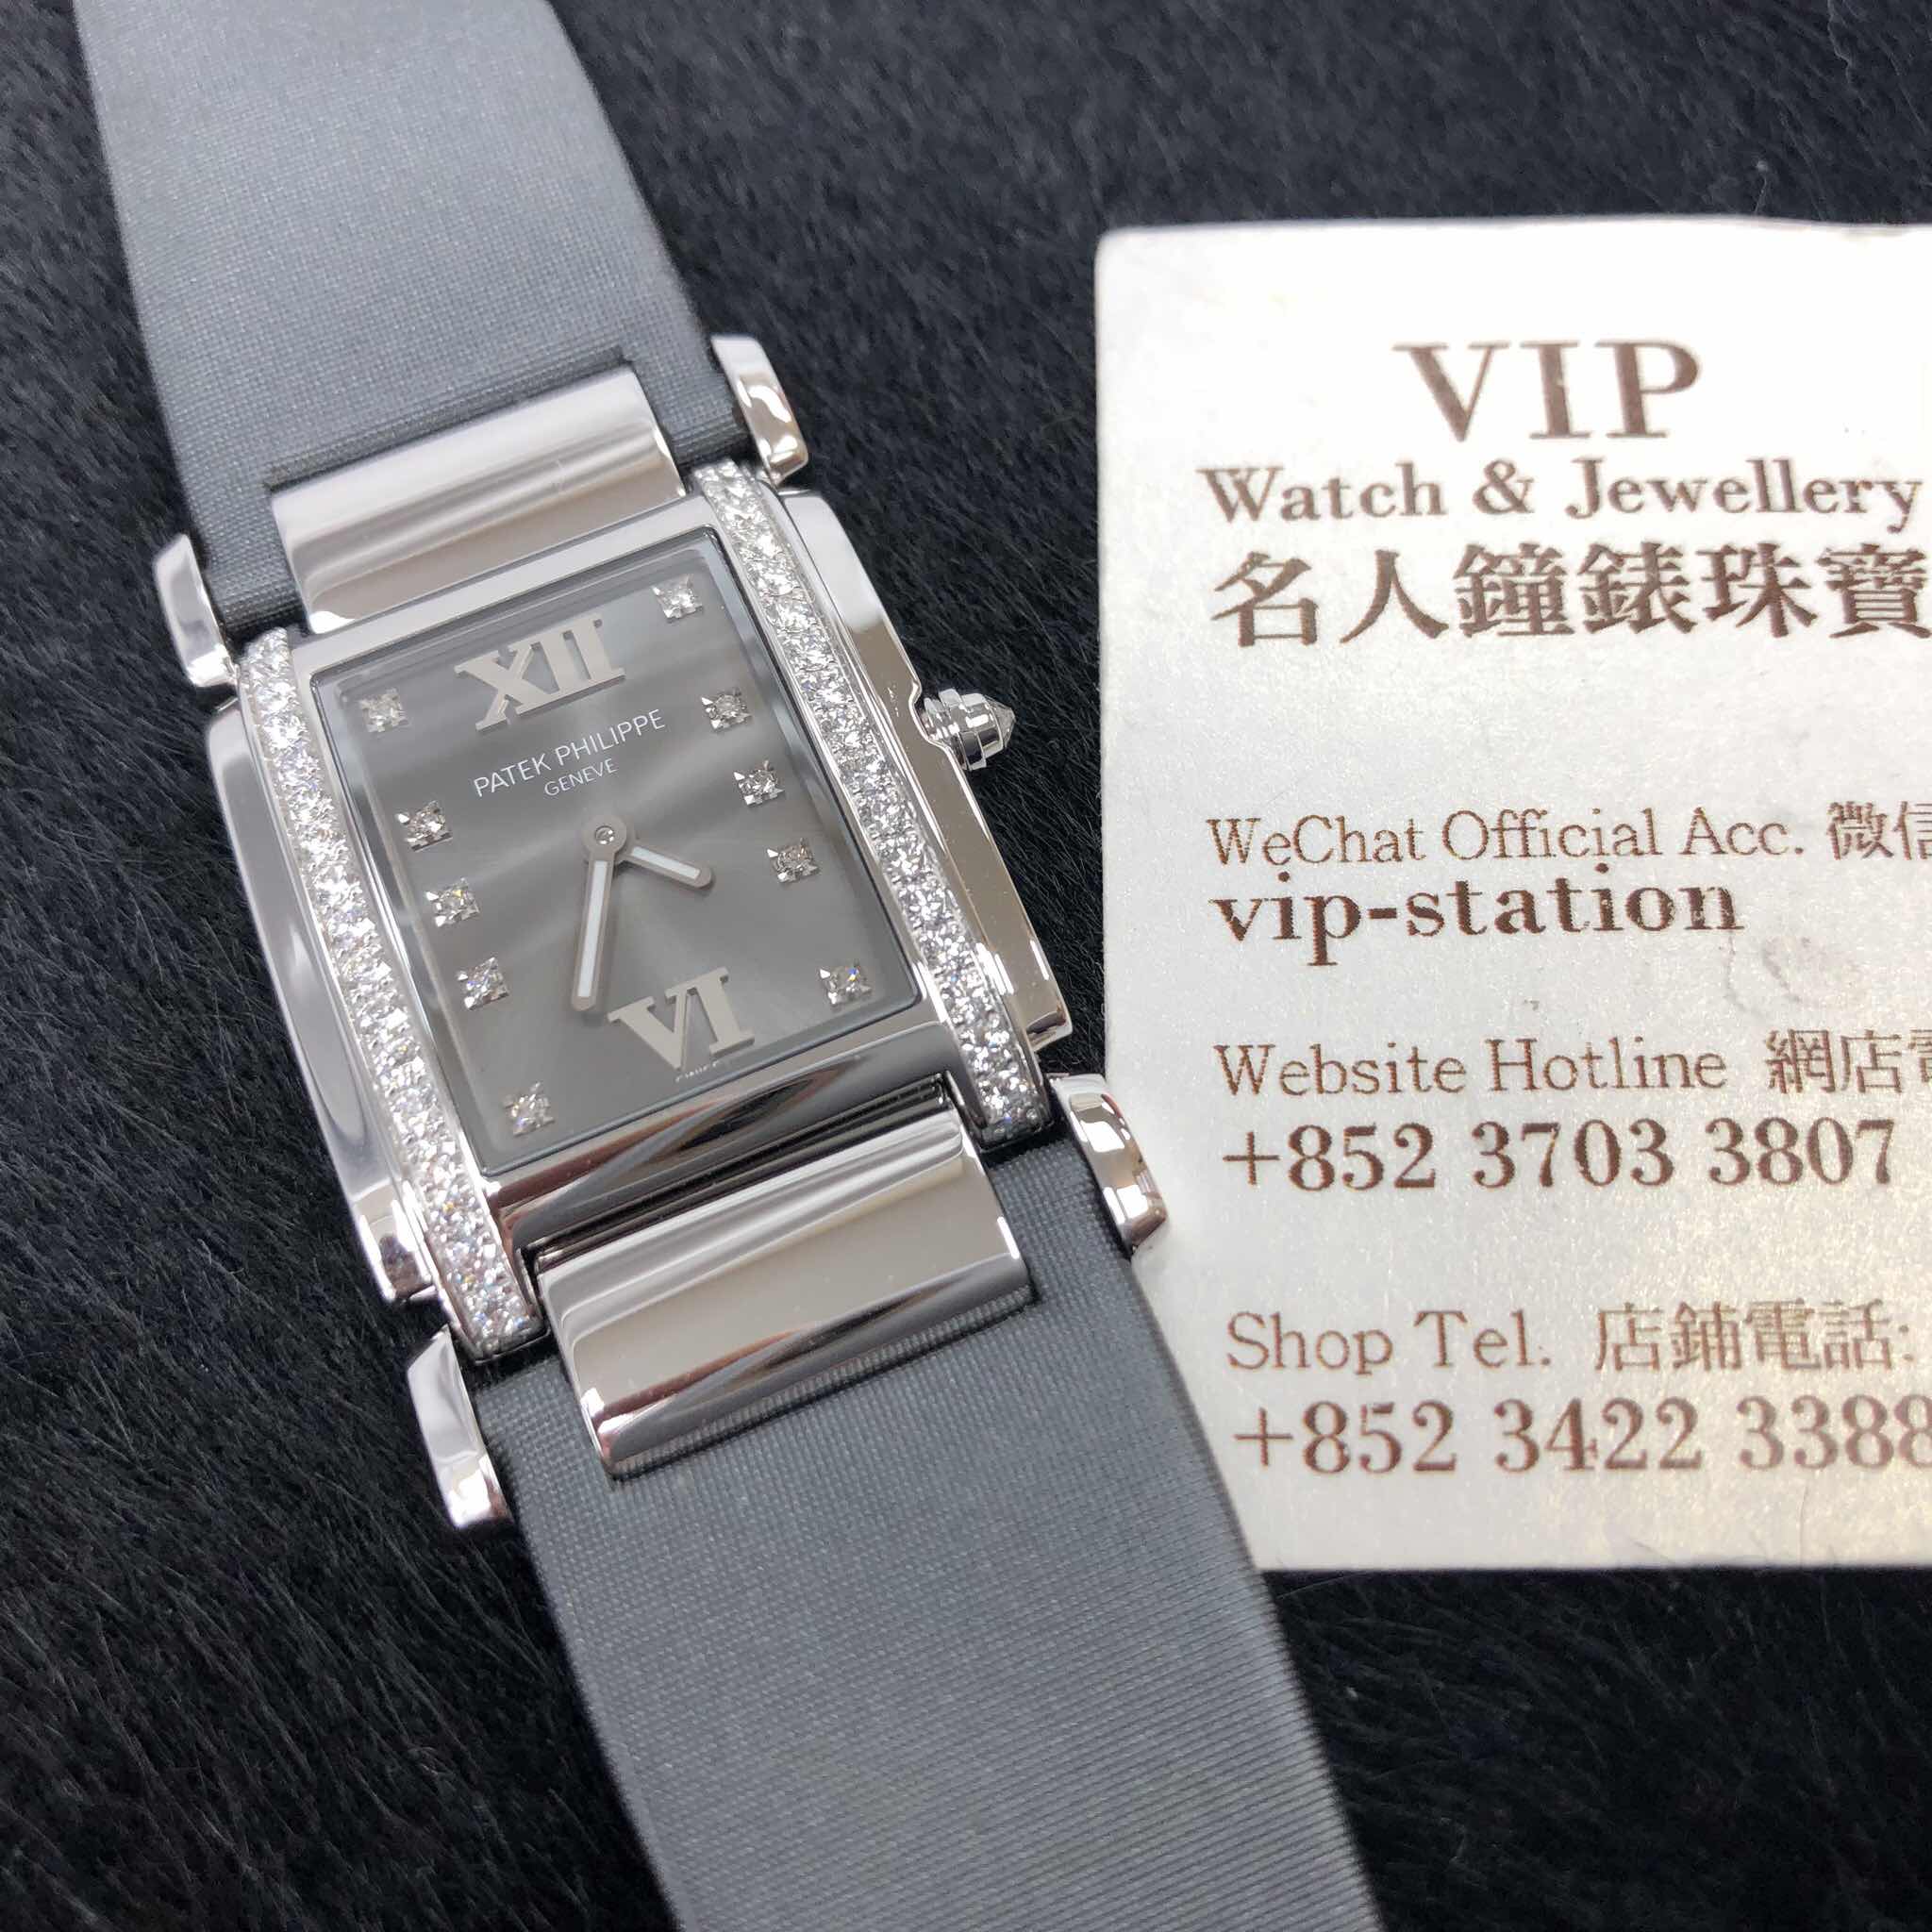 XII
PATEK PHILIPPE
GENEVE
VI
VIP
Watch & Jewellery
名人鐘錶珠寶
WeChat Official Acc. 微信
vip-station
Website Hotline 網店電
+852 3703 3807
Shop Tel. 店鋪電話:
+852 3422 3388